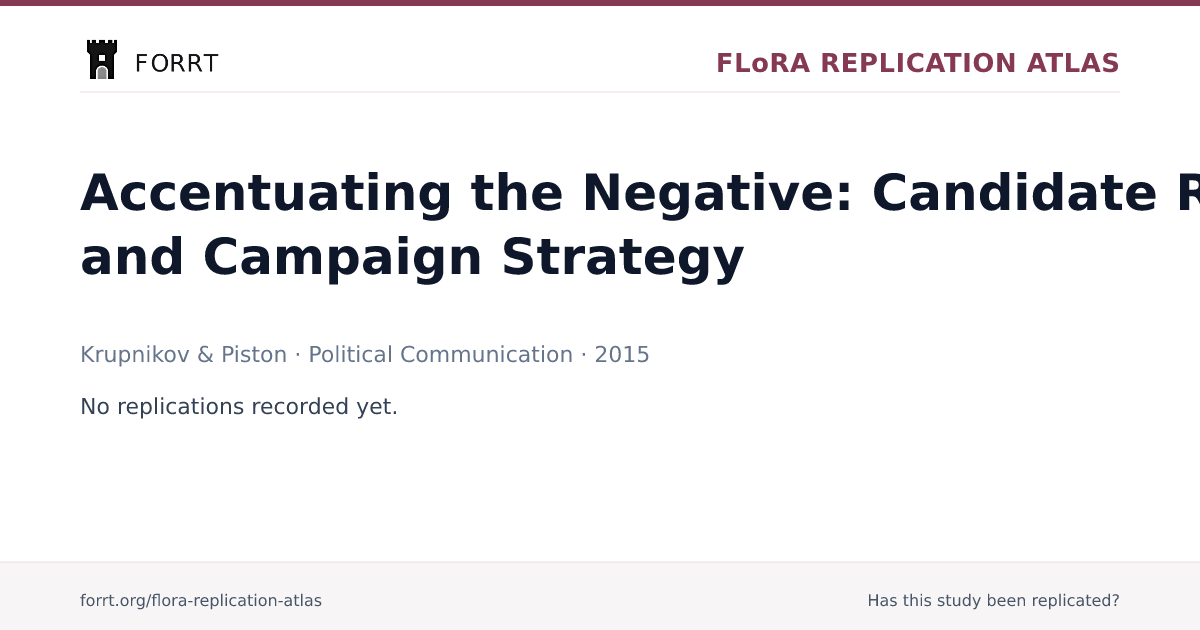 FORRT
FLoRA REPLICATION ATLAS
Accentuating the Negative: Candidate R
and Campaign Strategy
Krupnikov & Piston · Political Communication · 2015
No replications recorded yet.
forrt.org/flora-replication-atlas
Has this study been replicated?